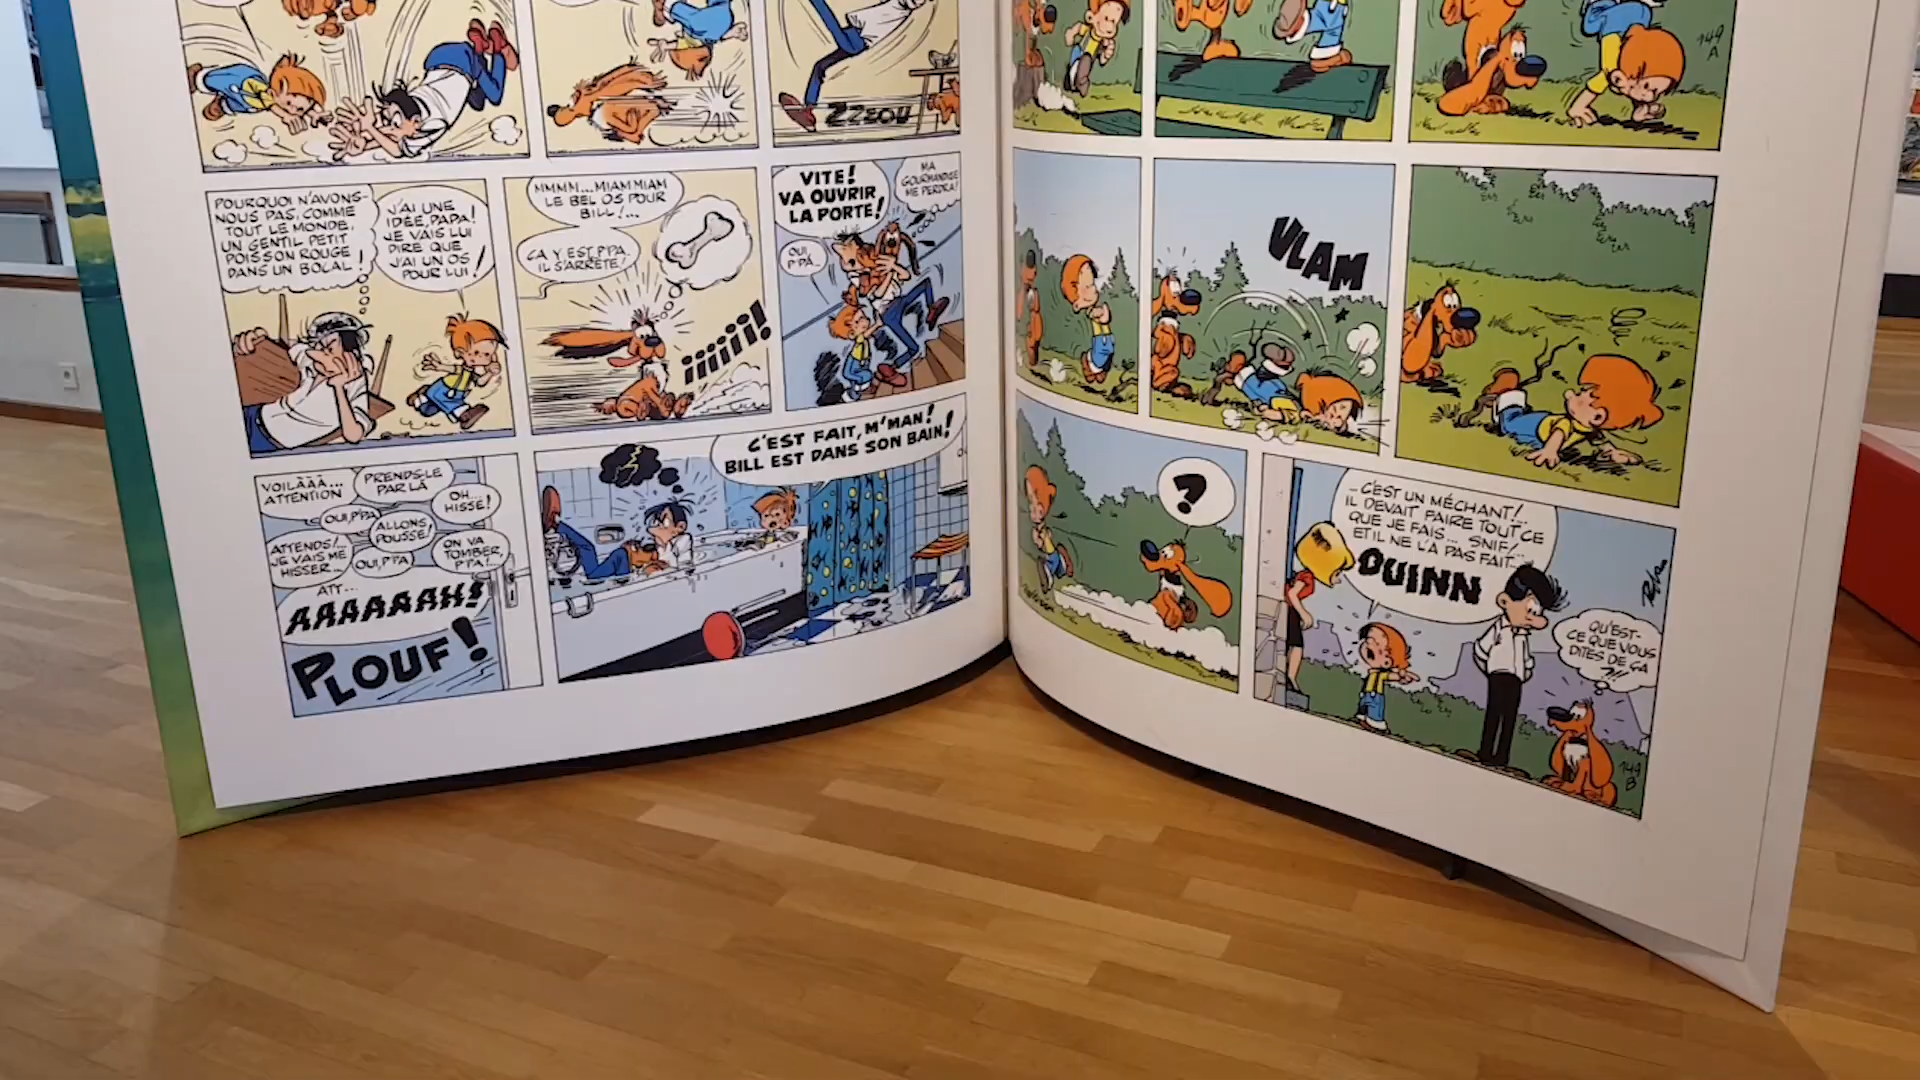 ZZZOU
POURQUOI N'AVONS-
NOUS PAS, COMME
TOUT LE MONDE,
UN GENTIL PETIT
POISSON ROUGE
DANS UN BOCAL!
J'AI UNE
IDÉE, PAPA!
JE VAIS LUI
DIRE QUE
J'AI UN OS
POUR LUI!
MMMM... MIAM MIAM
LE BEL OS POUR
BILL!...
ÇA Y EST, P'PA,
IL S'ARRÊTE!
iiiiii!
VITE!
VA OUVRIR
LA PORTE!
OUI,
P'PA..
MA
GOURMANDISE
ME PERDRA!
VOILÀÀÀ...
ATTENTION
PRENDS-LE
PAR LÀ
OUI, P'PA
OH...
HISSE!
ALLONS,
POUSSE!
ATTENDS!...
JE VAIS ME
HISSER...
OUI, P'PA
ON VA
TOMBER,
P'PA!...
ATT...
AAAAAAH!
PLOUF!
C'EST FAIT, M'MAN!
BILL EST DANS SON BAIN!
149
A
VLAM
?
..C'EST UN MÉCHANT!..
IL DEVAIT FAIRE TOUT CE
QUE JE FAIS... SNIF!..
ET IL NE L'A PAS FAIT...
OUINN
Roba
QU'EST-
CE QUE VOUS
DITES DE ÇA
?!!
149
B